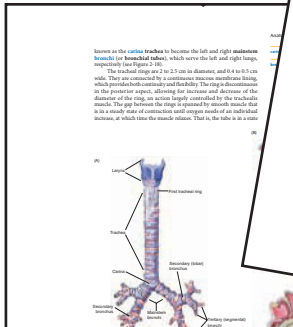 known as the carina trachea to become the left and right mainstem
bronchi (or bronchial tubes), which serve the left and right lungs,
respectively (see Figure 2-18).
The tracheal rings are 2 to 2.5 cm in diameter, and 0.4 to 0.5 cm
wide. They are connected by a continuous mucous membrane lining,
which provides both continuity and flexibility. The ring is discontinuous
in the posterior aspect, allowing for increase and decrease of the
diameter of the ring, an action largely controlled by the trachealis
muscle. The gap between the rings is spanned by smooth muscle that
is in a steady state of contraction until oxygen needs of an individual
increase, at which time the muscle relaxes. That is, the tube is in a state
(B)
(A)
Larynx
First tracheal ring
Trachea
Secondary (lobar)
bronchus
Carina
Secondary
bronchus
Mainstem
bronchi
Tertiary (segmental)
bronchi